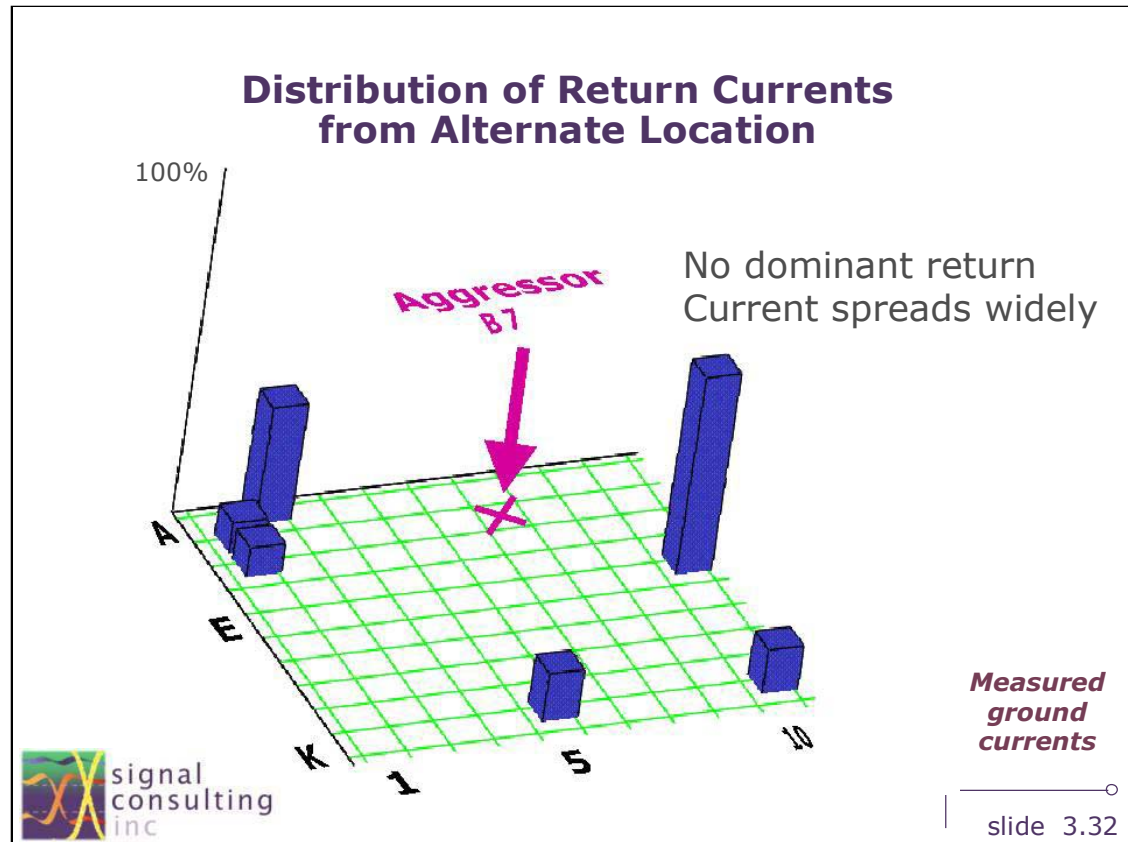 Distribution of Return Currents
from Alternate Location
100%
Aggressor
B7
No dominant return
Current spreads widely
A
E
K
1
5
10
Measured
ground
currents
signal
consulting
inc
slide 3.32